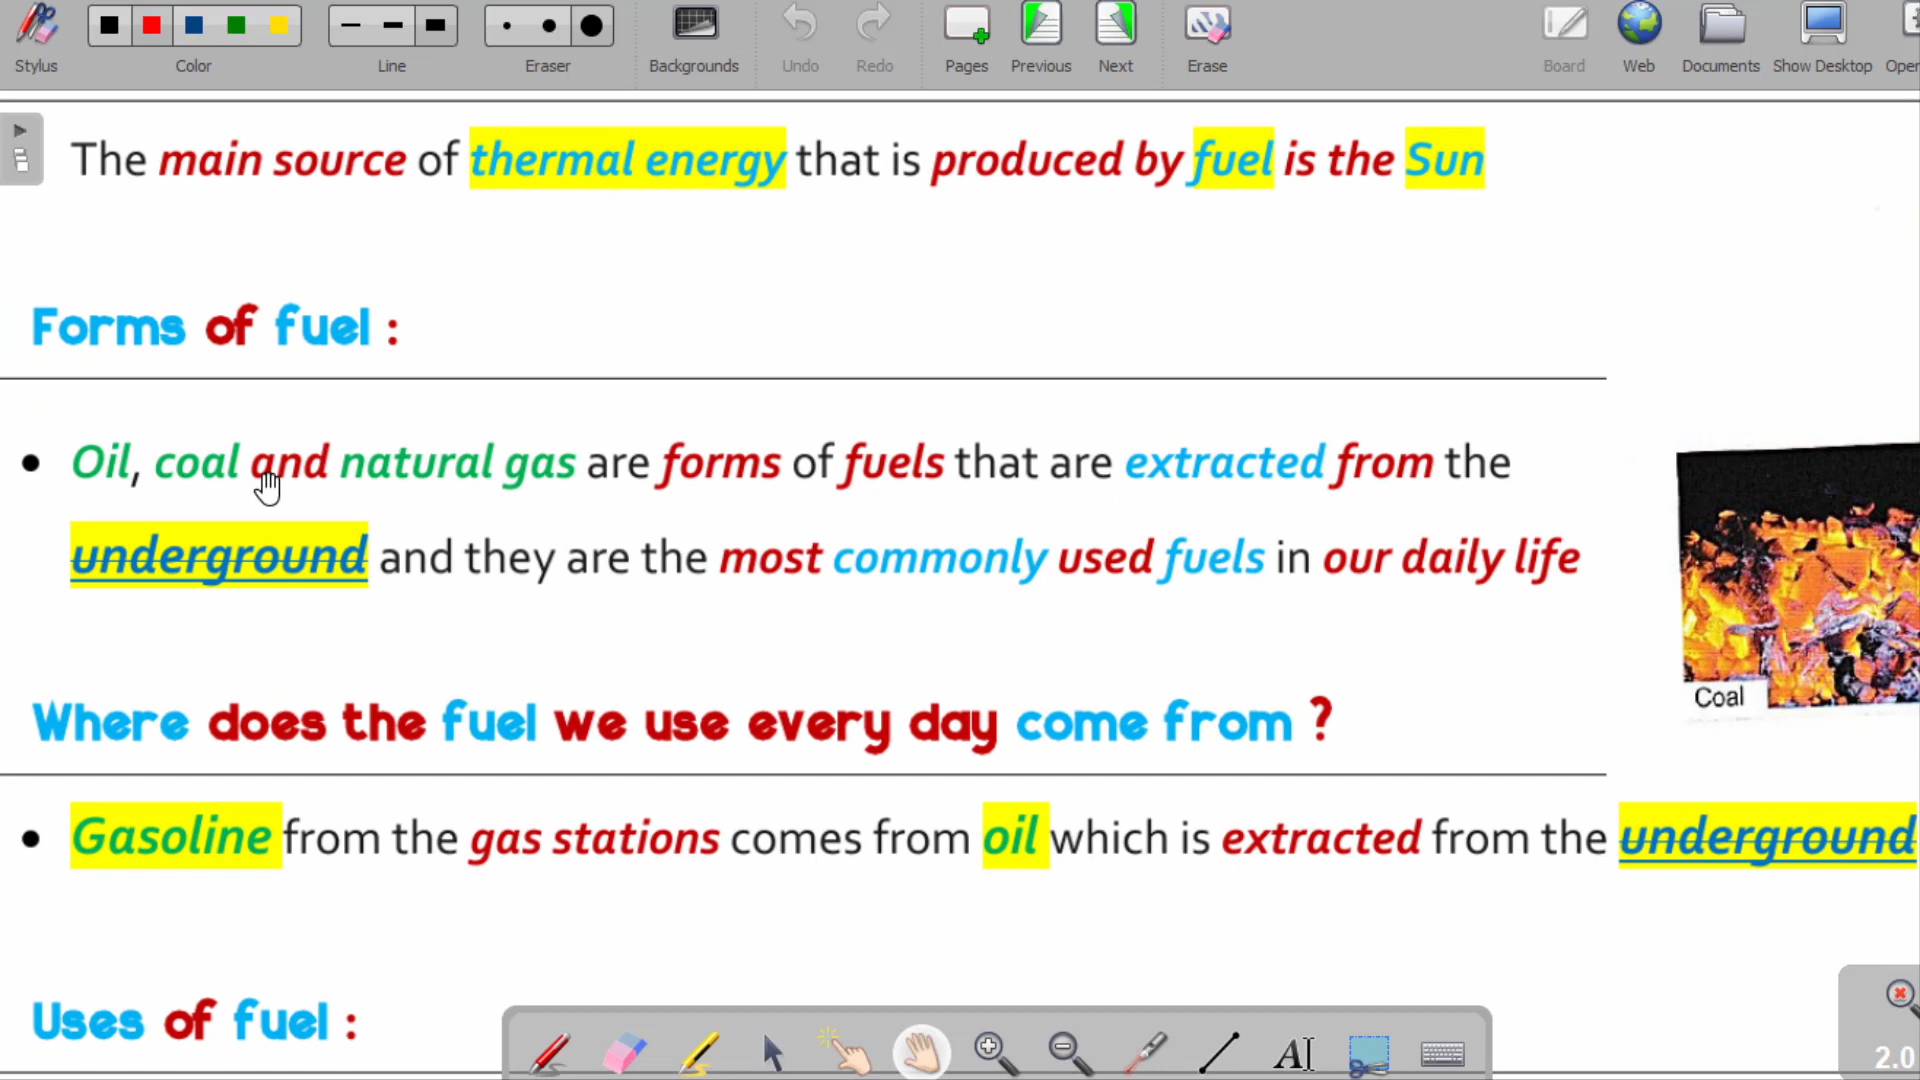 Stylus Color Line Eraser Backgrounds Undo Redo Pages Previous Next Erase Board Web Documents Show Desktop Oper
The main source of thermal energy that is produced by fuel is the Sun
Forms of fuel :
• Oil, coal and natural gas are forms of fuels that are extracted from the
underground and they are the most commonly used fuels in our daily life
Coal
Where does the fuel we use every day come from ?
• Gasoline from the gas stations comes from oil which is extracted from the underground
Uses of fuel :
2.0